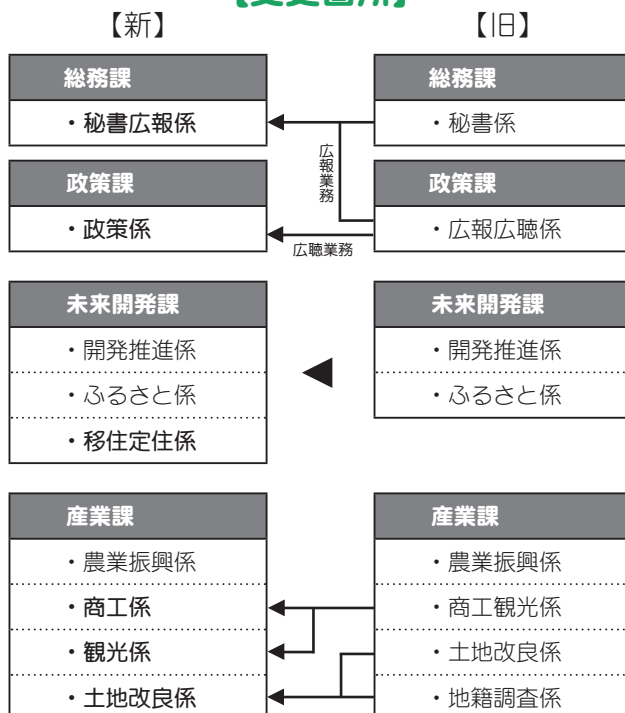 【新】
【旧】
総務課
・秘書広報係
政策課
・政策係
総務課
・秘書係
政策課
・広報広聴係
広報業務
広聴業務
未来開発課
・開発推進係
・ふるさと係
・移住定住係
未来開発課
・開発推進係
・ふるさと係
産業課
・農業振興係
・商工係
・観光係
・土地改良係
産業課
・農業振興係
・商工観光係
・土地改良係
・地籍調査係